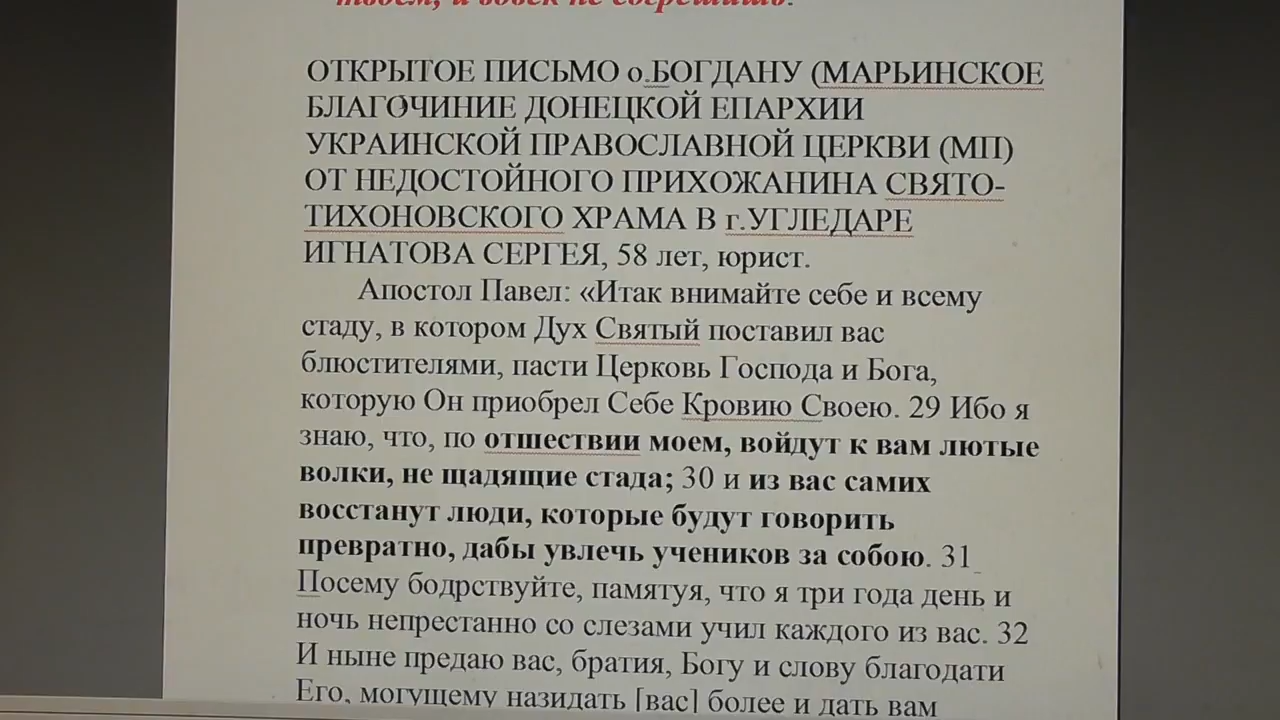 твоем, и вовек не согрешишь.
ОТКРЫТОЕ ПИСЬМО о.БОГДАНУ (МАРЬИНСКОЕ
БЛАГОЧИНИЕ ДОНЕЦКОЙ ЕПАРХИИ
УКРАИНСКОЙ ПРАВОСЛАВНОЙ ЦЕРКВИ (МП)
ОТ НЕДОСТОЙНОГО ПРИХОЖАНИНА СВЯТО-
ТИХОНОВСКОГО ХРАМА В г.УГЛЕДАРЕ
ИГНАТОВА СЕРГЕЯ, 58 лет, юрист.
Апостол Павел: «Итак внимайте себе и всему
стаду, в котором Дух Святый поставил вас
блюстителями, пасти Церковь Господа и Бога,
которую Он приобрел Себе Кровию Своею. 29 Ибо я
знаю, что, по отшествии моем, войдут к вам лютые
волки, не щадящие стада; 30 и из вас самих
восстанут люди, которые будут говорить
превратно, дабы увлечь учеников за собою. 31
Посему бодрствуйте, памятуя, что я три года день и
ночь непрестанно со слезами учил каждого из вас. 32
И ныне предаю вас, братия, Богу и слову благодати
Его, могущему назидать [вас] более и дать вам